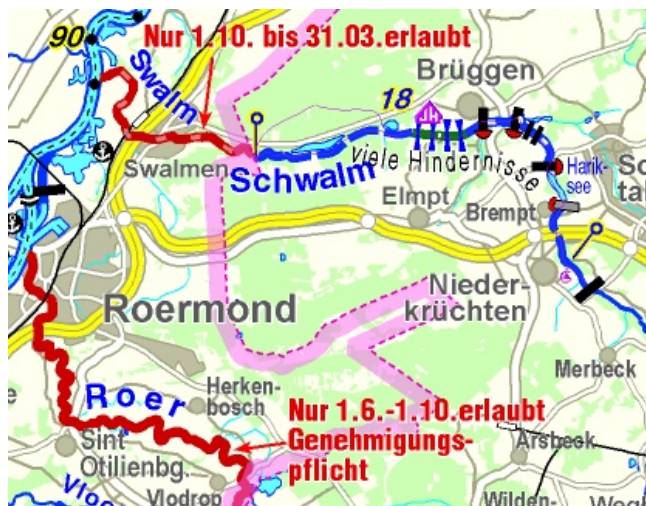 90
Nur 1.10. bis 31.03.erlaubt
Swalm
18
Brüggen
JH
Swalmen
Schwalm
viele Hindernisse
Harik-
see
Elmpt
Brempt
Roermond
Nieder-
krüchten
Merbeck
Roer
Herken-
bosch
Nur 1.6.-1.10.erlaubt
Genehmigungs-
pflicht
Sint
Otilienbg.
Arsbeck
Vlodrop
Wilden-